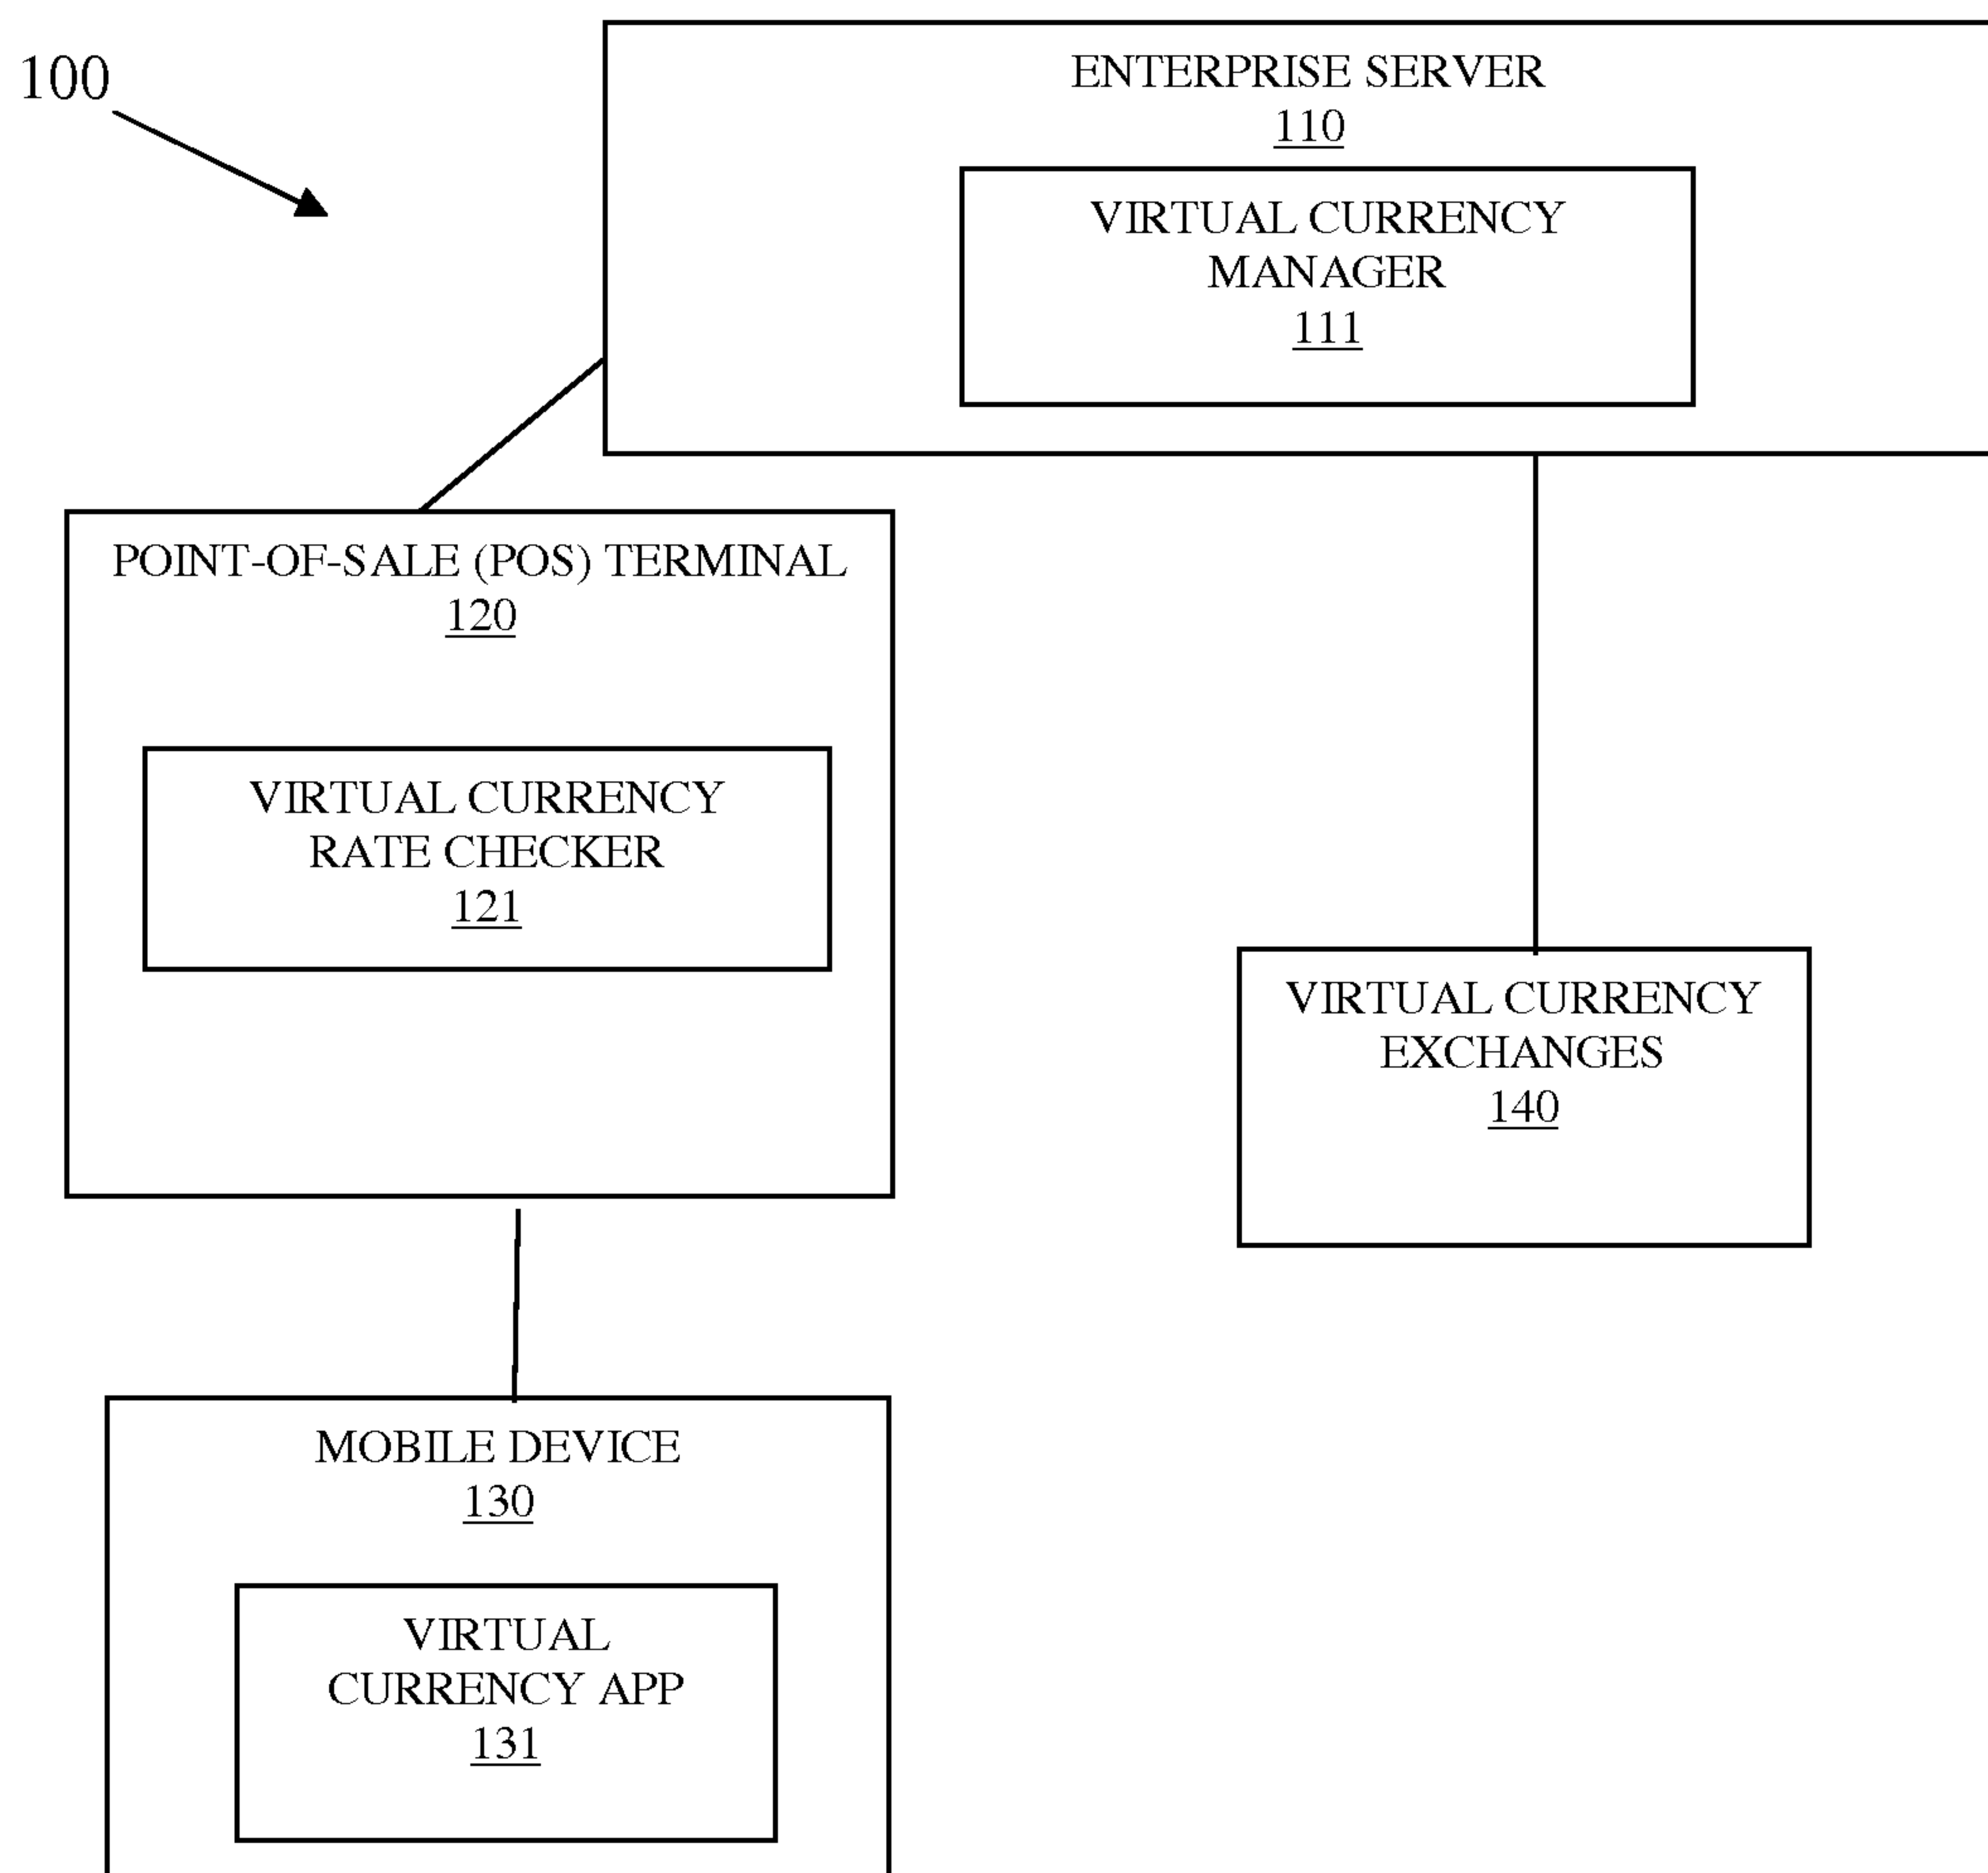 100
ENTERPRISE SERVER
110
VIRTUAL CURRENCY
MANAGER
111
POINT-OF-SALE (POS) TERMINAL
120
VIRTUAL CURRENCY
RATE CHECKER
121
VIRTUAL CURRENCY
EXCHANGES
140
MOBILE DEVICE
130
VIRTUAL
CURRENCY APP
131